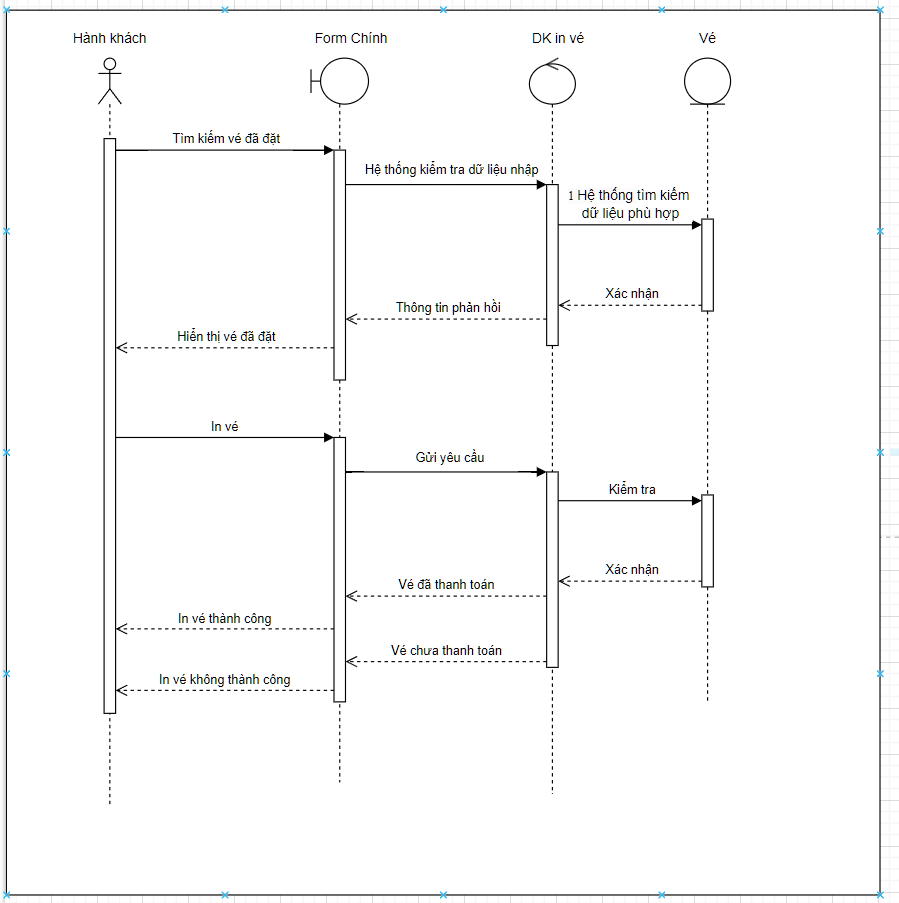 Hành khách
Form Chính
DK in vé
Vé
Tìm kiếm vé đã đặt
Hệ thống kiểm tra dữ liệu nhập
1 Hệ thống tìm kiếm
dữ liệu phù hợp
Xác nhận
Thông tin phản hồi
Hiển thị vé đã đặt
In vé
Gửi yêu cầu
Kiểm tra
Xác nhận
Vé đã thanh toán
In vé thành công
Vé chưa thanh toán
In vé không thành công